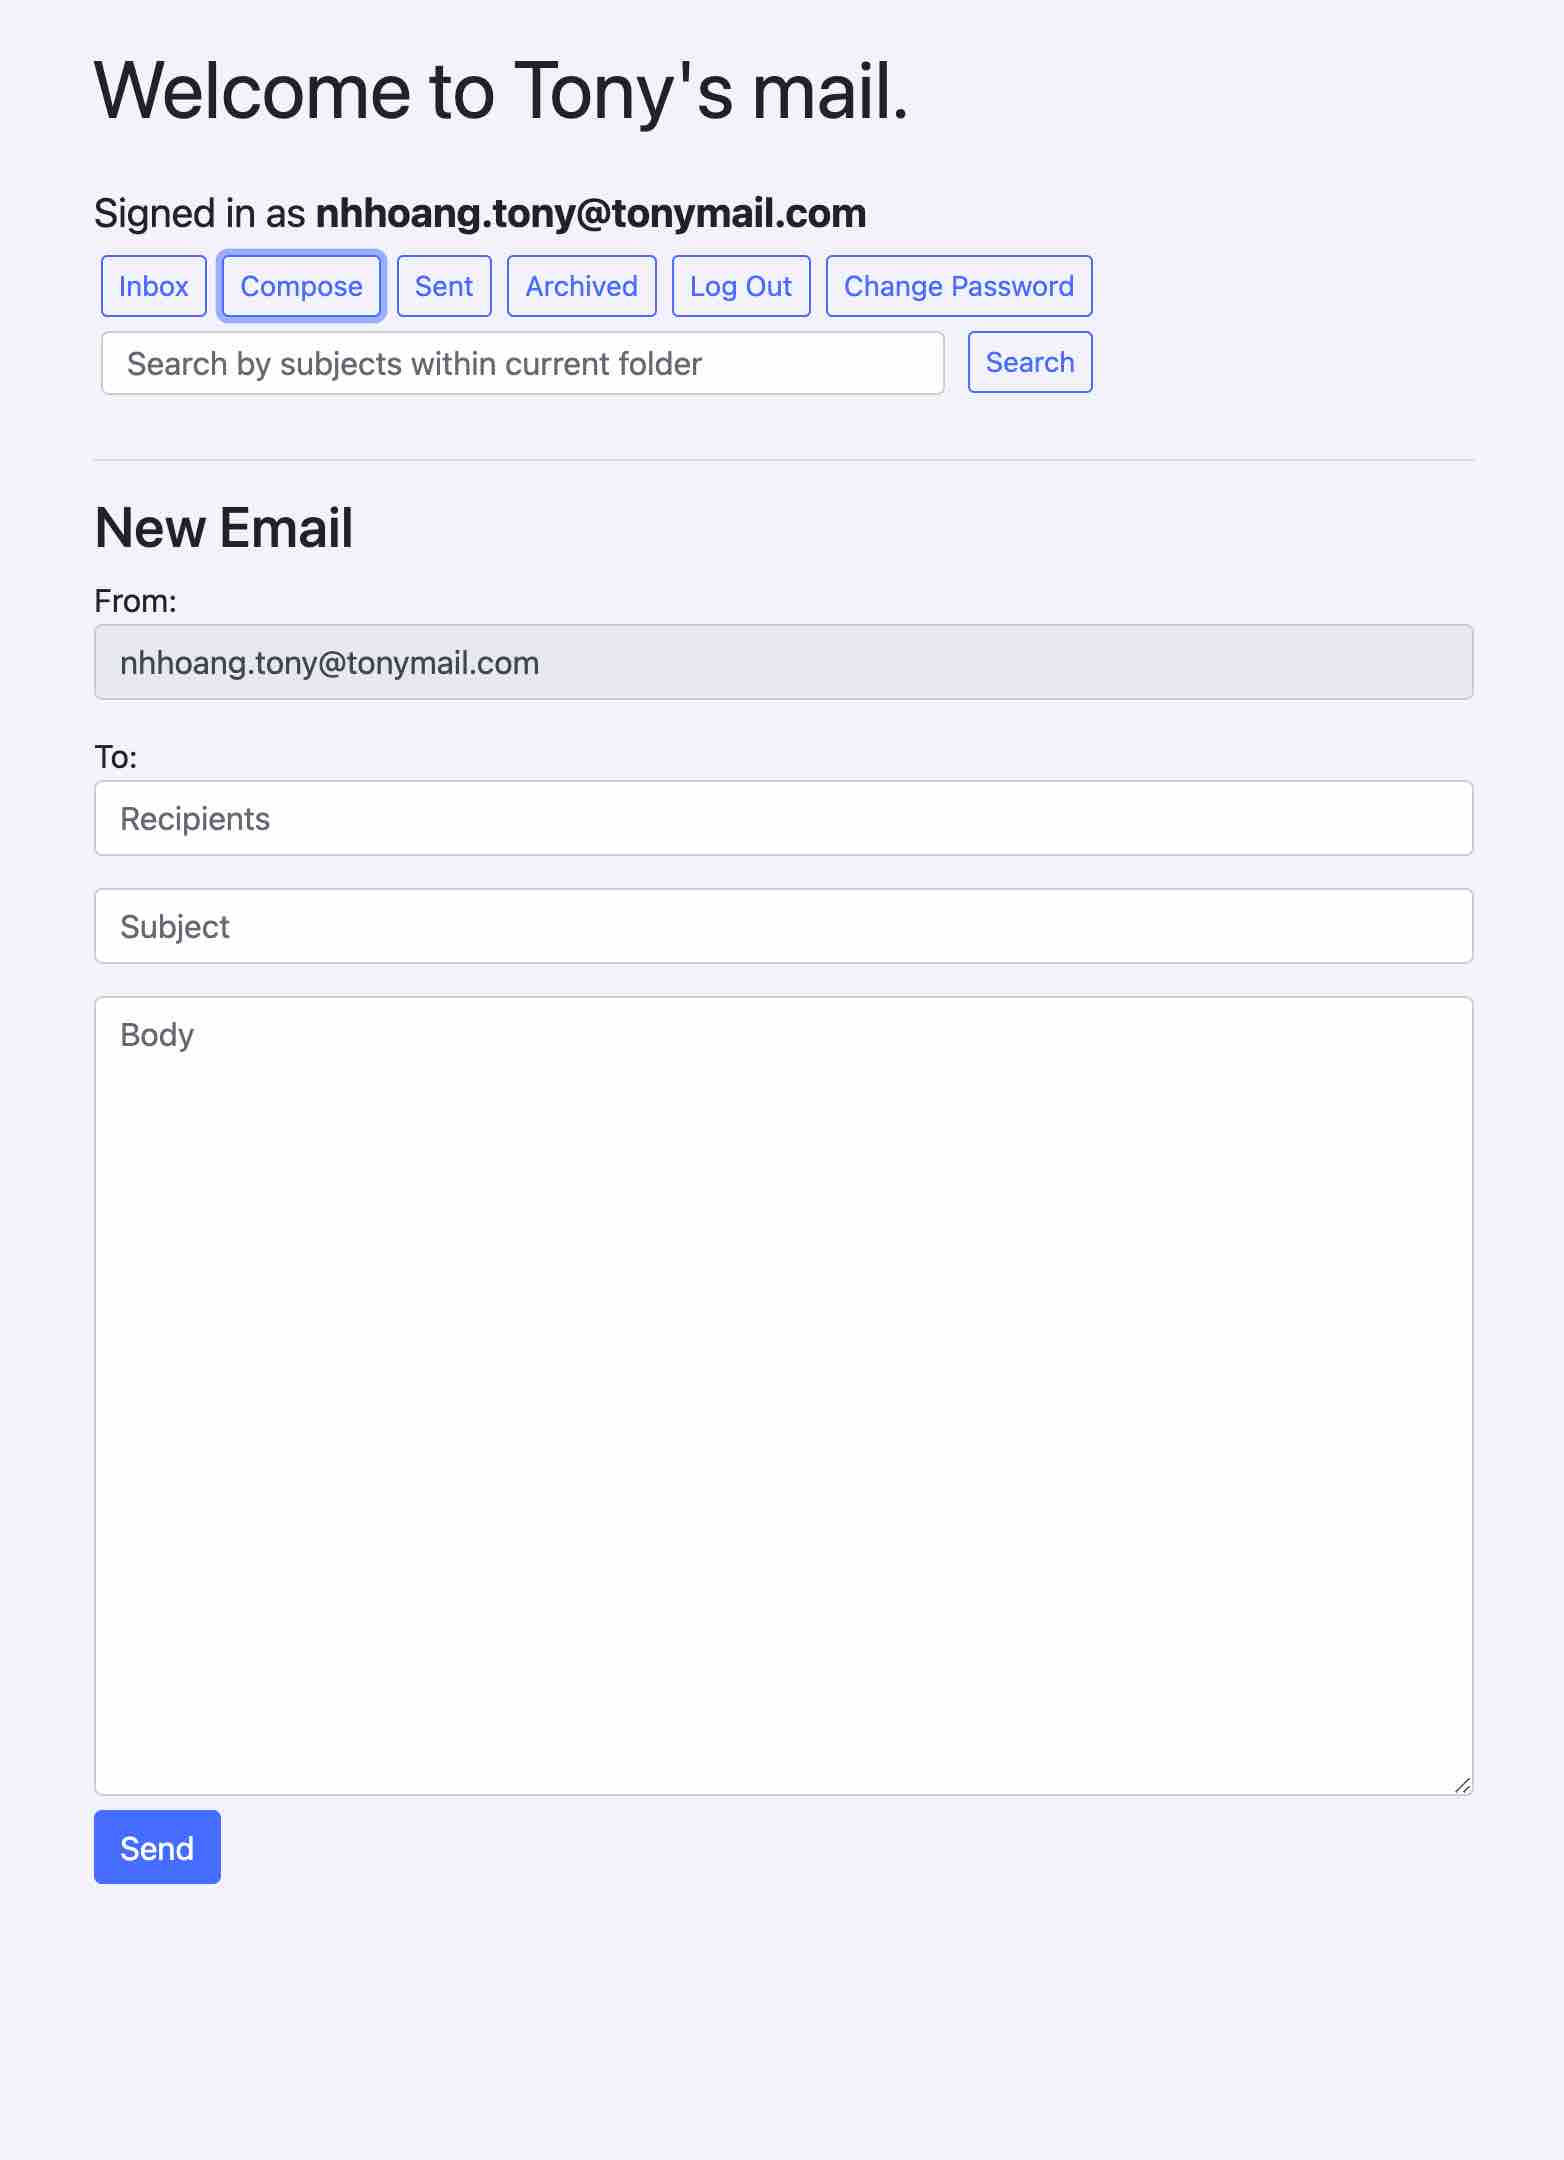 Welcome to Tony's mail.
Signed in as nhhoang.tony@tonymail.com
Inbox Compose Sent Archived Log Out Change Password
Search by subjects within current folder Search
New Email
From:
nhhoang.tony@tonymail.com
To:
Recipients
Subject
Body
Send